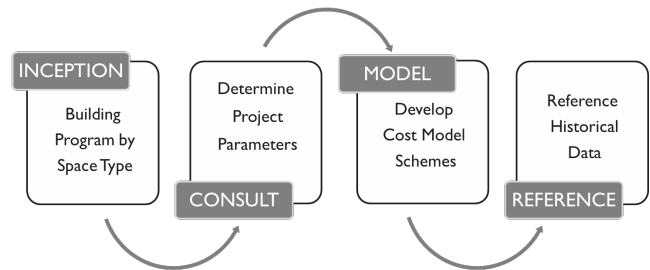 INCEPTION
Building
Program by
Space Type
Determine
Project
Parameters
CONSULT
MODEL
Develop
Cost Model
Schemes
Reference
Historical
Data
REFERENCE